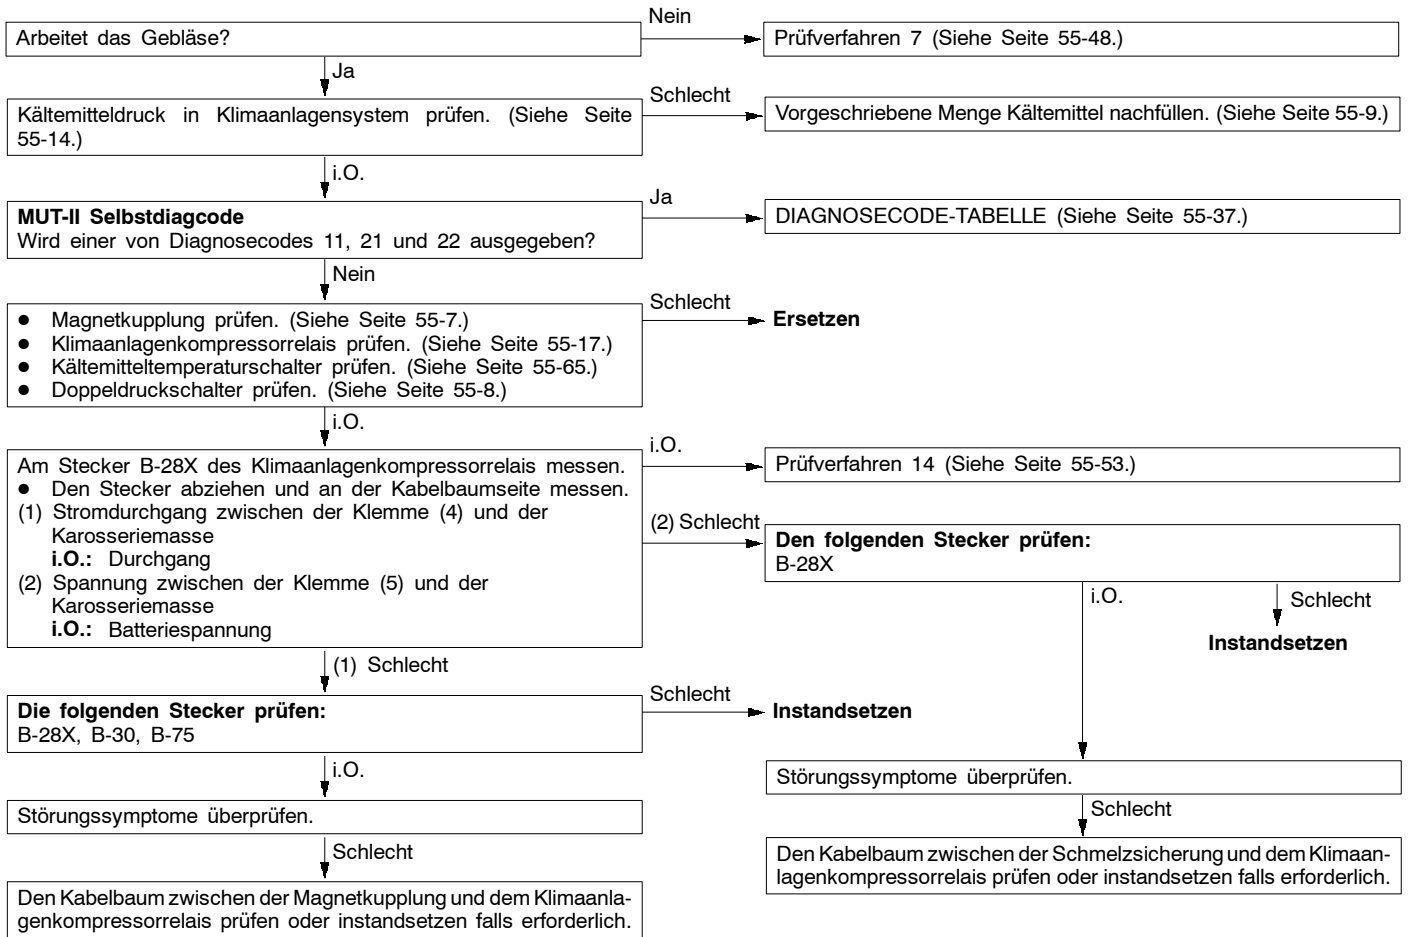 Arbeitet das Gebläse?
Nein
Prüfverfahren 7 (Siehe Seite 55-48.)
Ja
Kältemitteldruck in Klimaanlagensystem prüfen. (Siehe Seite
55-14.)
Schlecht
Vorgeschriebene Menge Kältemittel nachfüllen. (Siehe Seite 55-9.)
i.O.
MUT-II Selbstdiagcode
Wird einer von Diagnosecodes 11, 21 und 22 ausgegeben?
Ja
DIAGNOSECODE-TABELLE (Siehe Seite 55-37.)
Nein
● Magnetkupplung prüfen. (Siehe Seite 55-7.)
● Klimaanlagenkompressorrelais prüfen. (Siehe Seite 55-17.)
● Kältemitteltemperaturschalter prüfen. (Siehe Seite 55-65.)
● Doppeldruckschalter prüfen. (Siehe Seite 55-8.)
Schlecht
Ersetzen
i.O.
Am Stecker B-28X des Klimaanlagenkompressorrelais messen.
● Den Stecker abziehen und an der Kabelbaumseite messen.
(1) Stromdurchgang zwischen der Klemme (4) und der
Karosseriemasse
i.O.: Durchgang
(2) Spannung zwischen der Klemme (5) und der
Karosseriemasse
i.O.: Batteriespannung
i.O.
Prüfverfahren 14 (Siehe Seite 55-53.)
(2) Schlecht
Den folgenden Stecker prüfen:
B-28X
i.O.
Schlecht
Instandsetzen
(1) Schlecht
Die folgenden Stecker prüfen:
B-28X, B-30, B-75
Schlecht
Instandsetzen
i.O.
Störungssymptome überprüfen.
Schlecht
Den Kabelbaum zwischen der Magnetkupplung und dem Klimaanla-
genkompressorrelais prüfen oder instandsetzen falls erforderlich.
Störungssymptome überprüfen.
Schlecht
Den Kabelbaum zwischen der Schmelzsicherung und dem Klimaan-
lagenkompressorrelais prüfen oder instandsetzen falls erforderlich.